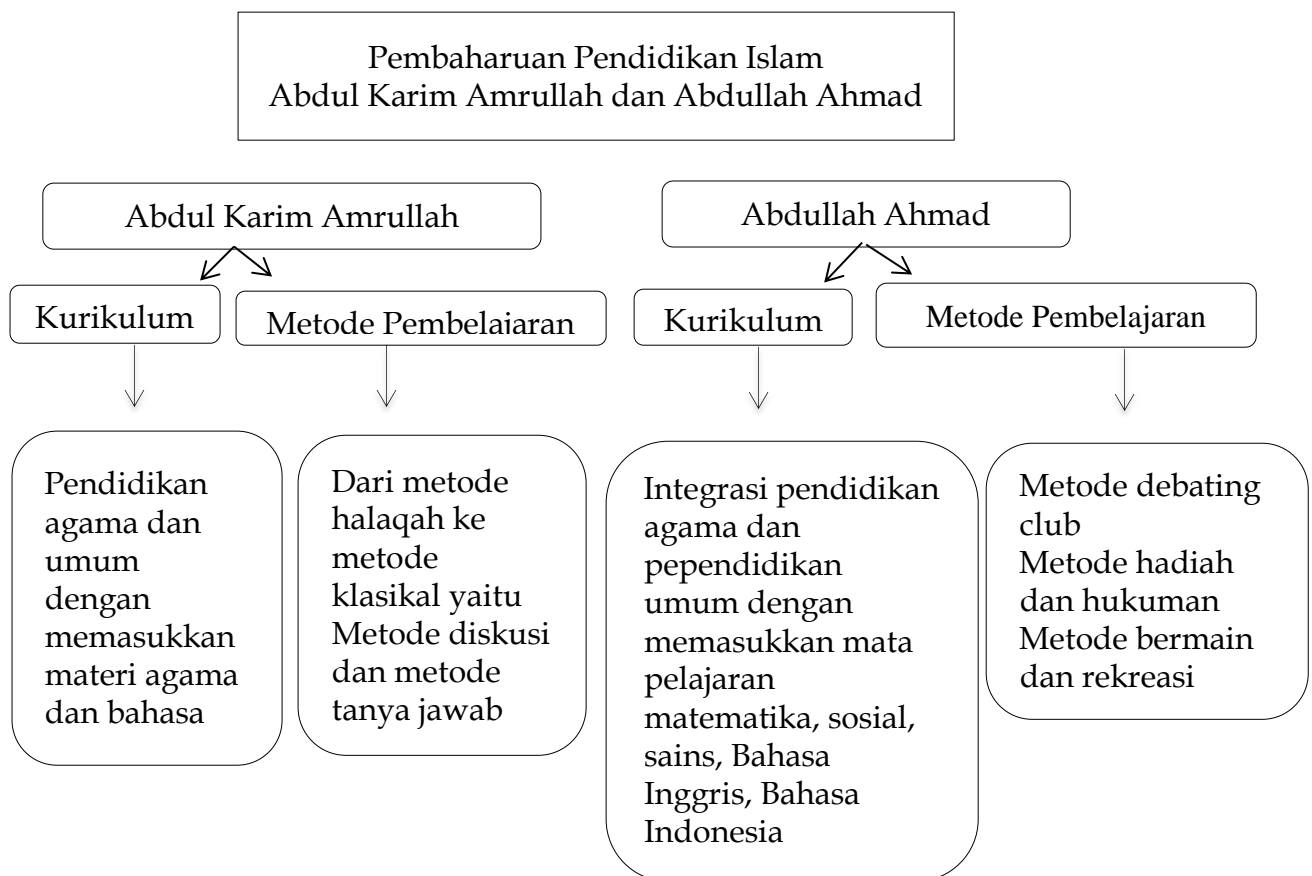 Pembaharuan Pendidikan Islam
Abdul Karim Amrullah dan Abdullah Ahmad
Abdul Karim Amrullah
Abdullah Ahmad
Kurikulum
Metode Pembelajaran
Kurikulum
Metode Pembelajaran
Pendidikan
agama dan
umum
dengan
memasukkan
materi agama
dan bahasa
Dari metode
halaqah ke
metode
klasikal yaitu
Metode diskusi
dan metode
tanya jawab
Integrasi pendidikan
agama dan
pependidikan
umum dengan
memasukkan mata
pelajaran
matematika, sosial,
sains, Bahasa
Inggris, Bahasa
Indonesia
Metode debating
club
Metode hadiah
dan hukuman
Metode bermain
dan rekreasi